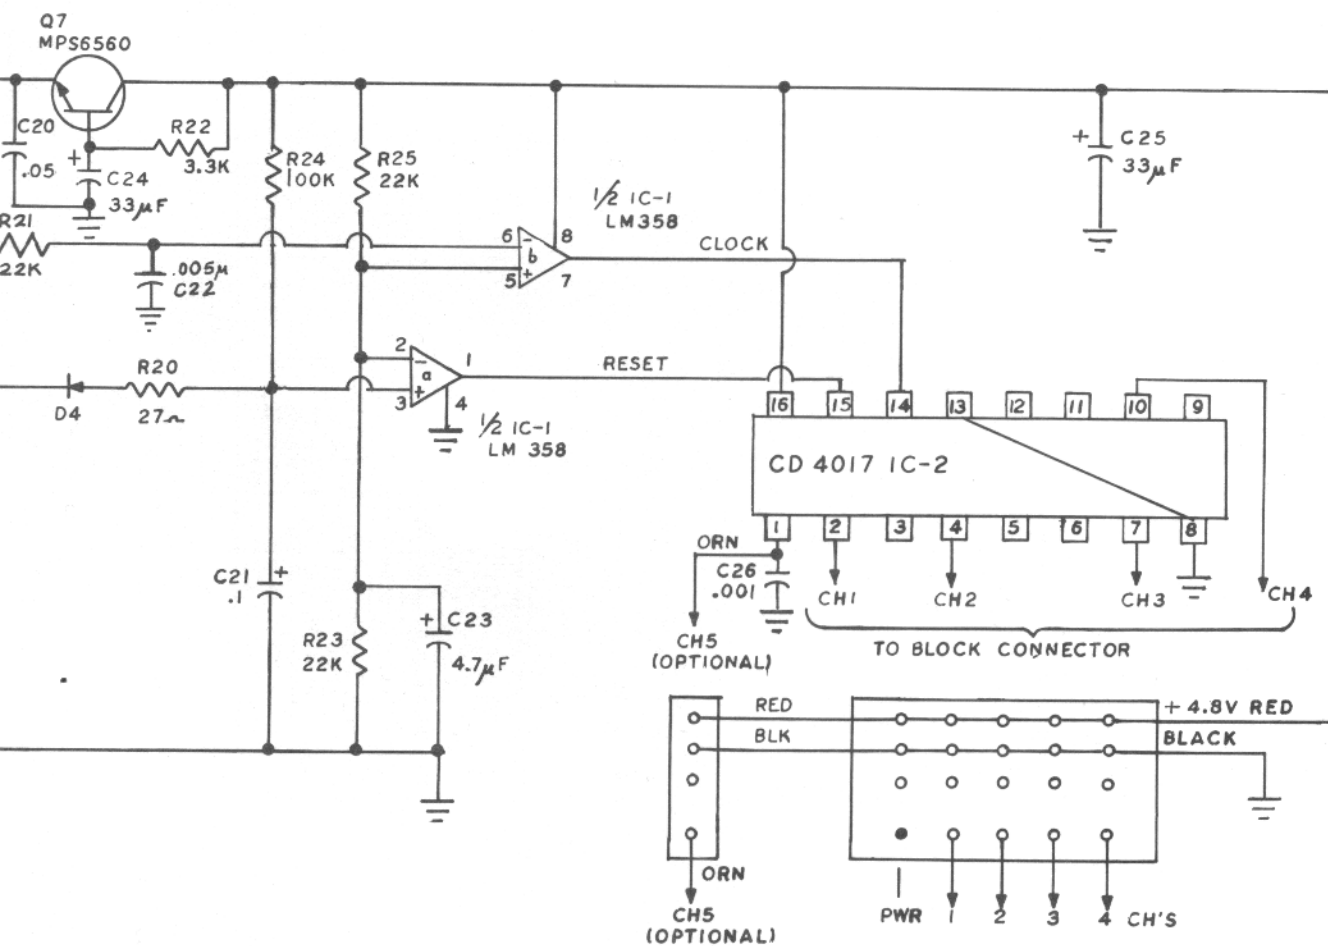 Q7
MPS6560
C20
.05
R22
3.3K
C24
+
33µF
R24
100K
R25
22K
1/2 IC-1
LM358
+
C25
33µF
R21
22K
.005µ
C22
6
-
b
5
+
8
7
CLOCK
2
-
a
3
+
1
4
RESET
1/2 IC-1
LM 358
D4
R20
27Ω
16
15
14
13
12
11
10
9
CD 4017 IC-2
1
2
3
4
5
6
7
8
ORN
C26
.001
CH1
CH2
CH3
CH4
CH5
(OPTIONAL)
TO BLOCK CONNECTOR
C21
+
.1
R23
22K
+
C23
4.7µF
RED
BLK
+ 4.8V RED
BLACK
ORN
CH5
(OPTIONAL)
PWR 1 2 3 4 CH'S